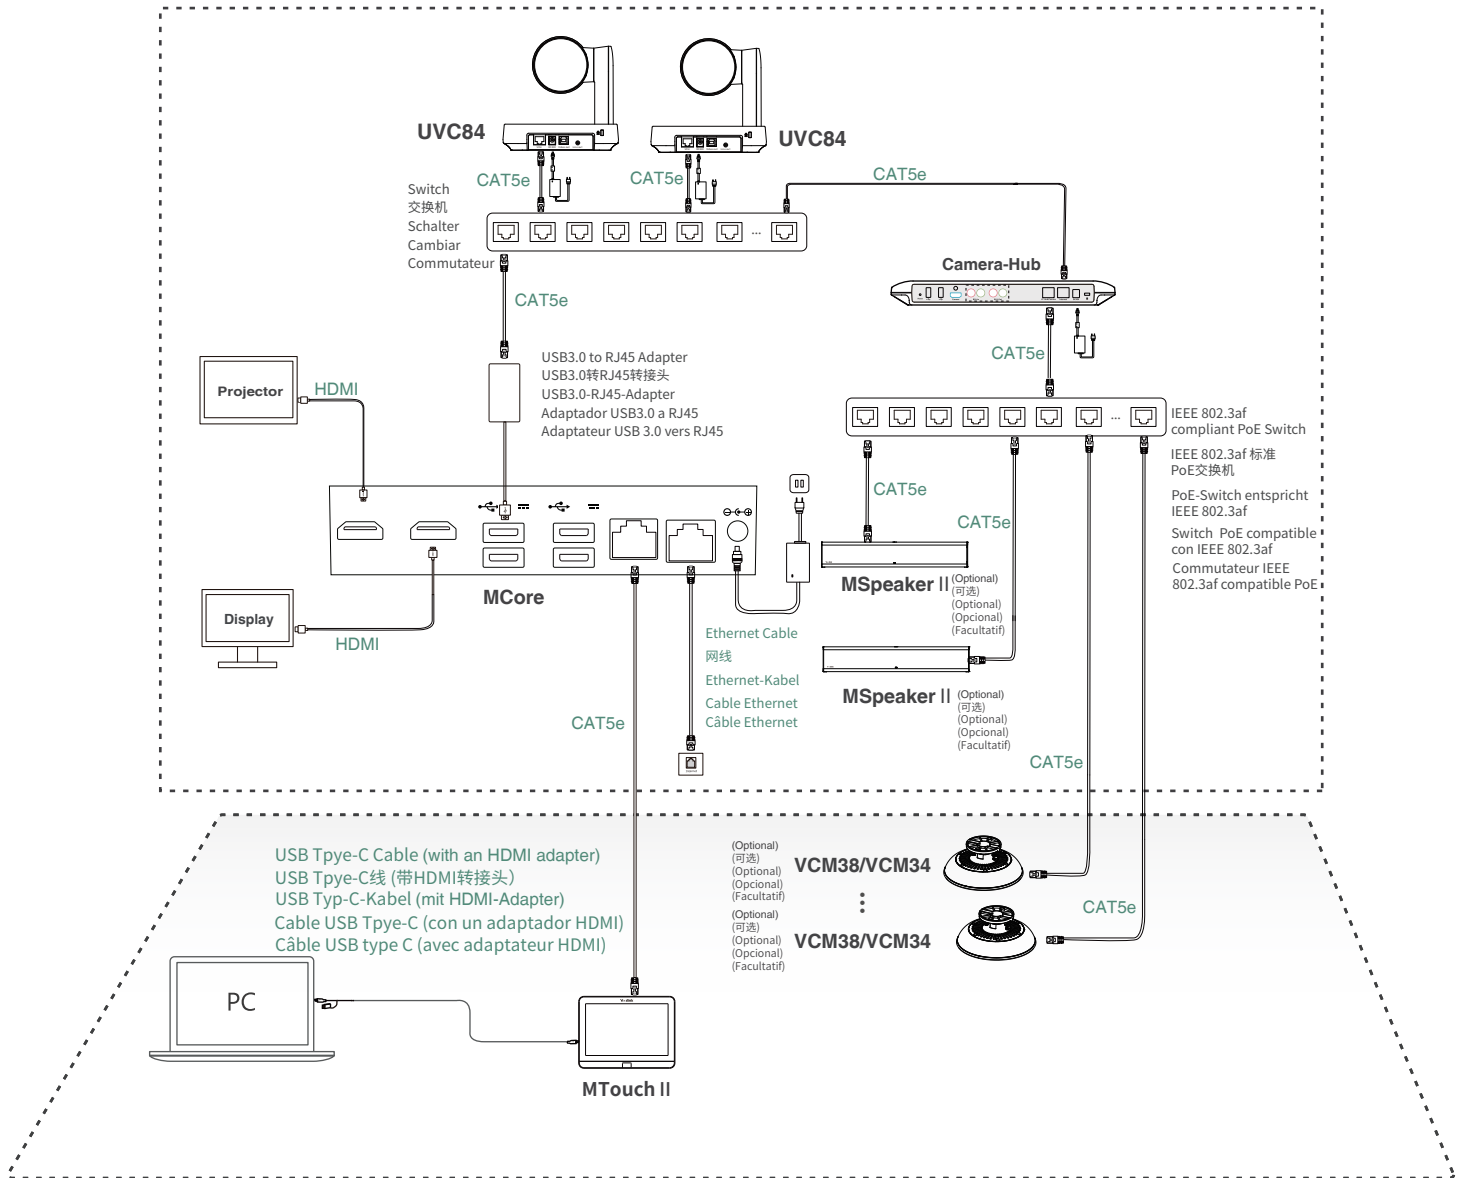 UVC84
UVC84
CAT5e
CAT5e
CAT5e
Switch
交换机
Schalter
Cambiar
Commutateur
...
Camera-Hub
CAT5e
CAT5e
USB3.0 to RJ45 Adapter
USB3.0转RJ45转接头
USB3.0-RJ45-Adapter
Adaptador USB3.0 a RJ45
Adaptateur USB 3.0 vers RJ45
Projector
HDMI
...
IEEE 802.3af
compliant PoE Switch
IEEE 802.3af 标准
PoE交换机
PoE-Switch entspricht
IEEE 802.3af
Switch PoE compatible
con IEEE 802.3af
Commutateur IEEE
802.3af compatible PoE
CAT5e
CAT5e
MCore
MSpeaker II
(Optional)
(可选)
(Optional)
(Opcional)
(Facultatif)
Display
HDMI
Ethernet Cable
网线
Ethernet-Kabel
Cable Ethernet
Câble Ethernet
MSpeaker II
(Optional)
(可选)
(Optional)
(Opcional)
(Facultatif)
CAT5e
CAT5e
USB Tpye-C Cable (with an HDMI adapter)
USB Tpye-C线 (带HDMI转接头）
USB Typ-C-Kabel (mit HDMI-Adapter)
Cable USB Tpye-C (con un adaptador HDMI)
Câble USB type C (avec adaptateur HDMI)
(Optional)
(可选)
(Optional)
(Opcional)
(Facultatif)
VCM38/VCM34
(Optional)
(可选)
(Optional)
(Opcional)
(Facultatif)
VCM38/VCM34
CAT5e
PC
MTouch II